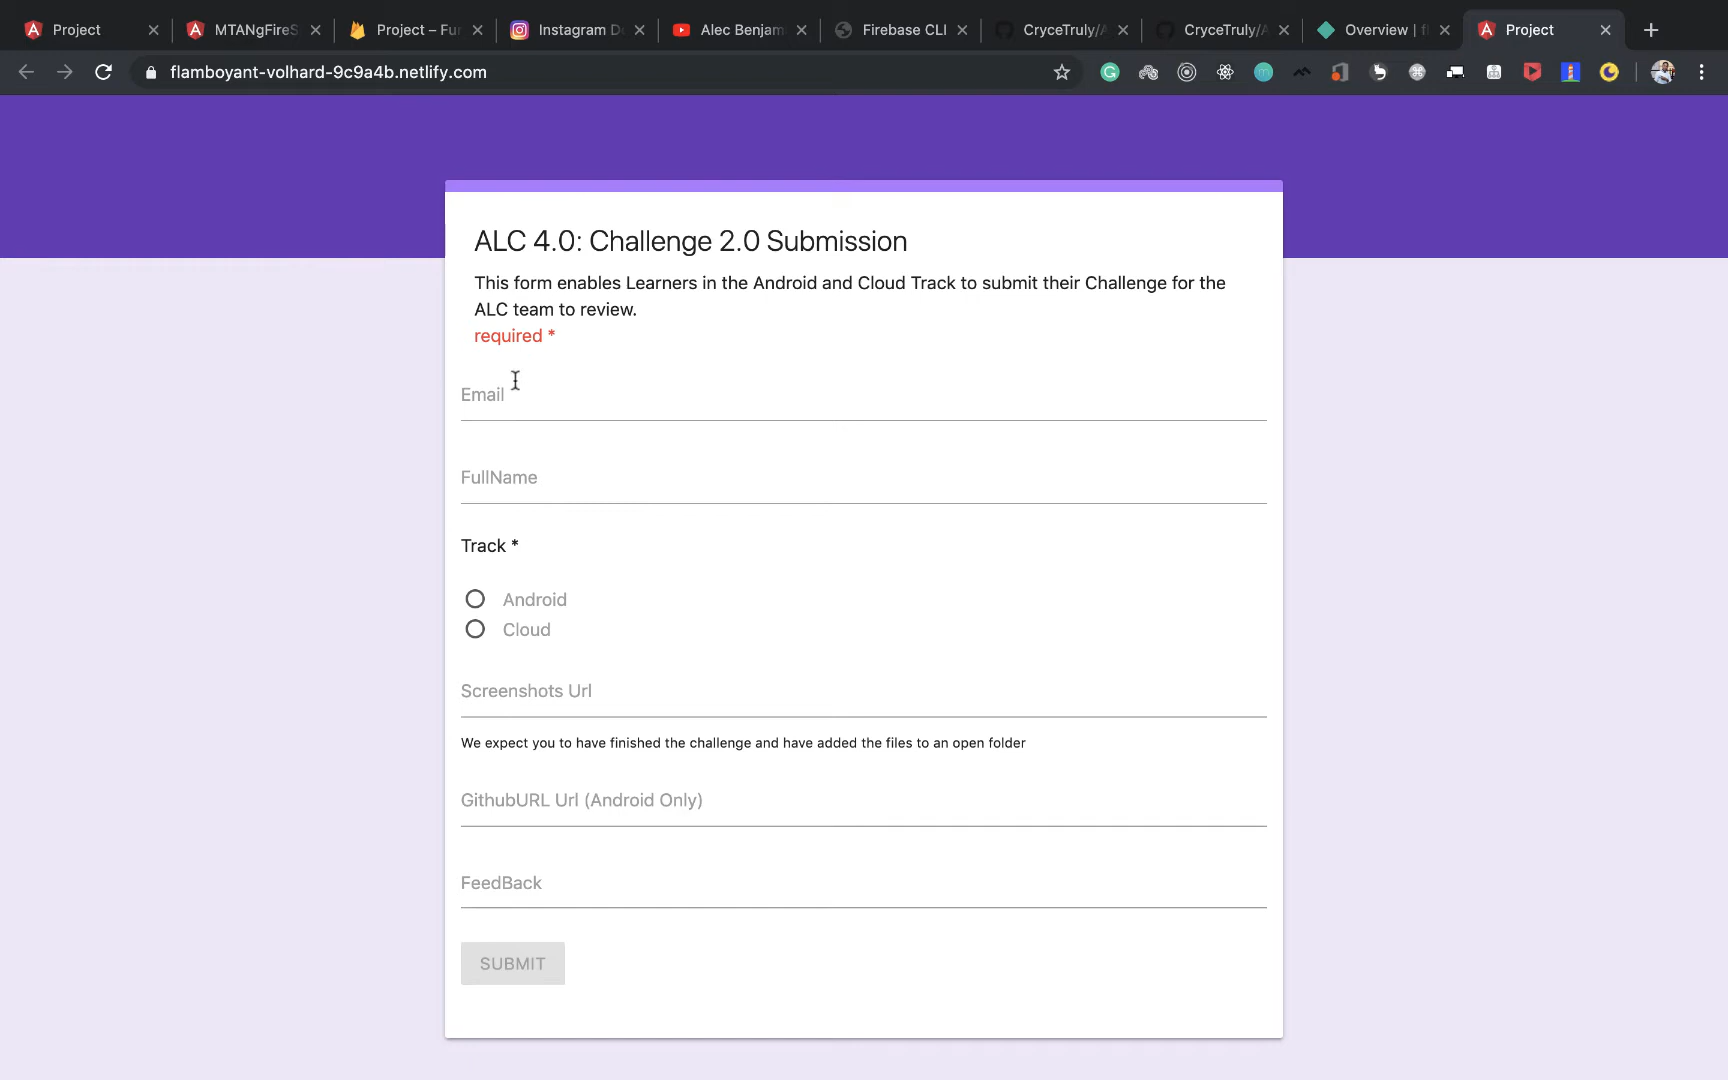 Project
MTANgFireS
Project – Fur
Instagram D
Alec Benjam
Firebase CLI
CryceTruly/A
CryceTruly/A
Overview | f
Project
flamboyant-volhard-9c9a4b.netlify.com
ALC 4.0: Challenge 2.0 Submission
This form enables Learners in the Android and Cloud Track to submit their Challenge for the
ALC team to review.
required *
Email
FullName
Track *
Android
Cloud
Screenshots Url
We expect you to have finished the challenge and have added the files to an open folder
GithubURL Url (Android Only)
FeedBack
SUBMIT